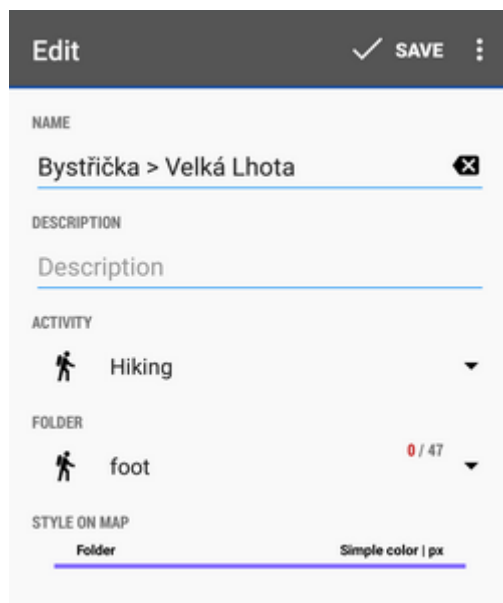 Edit SAVE
NAME
Bystřička > Velká Lhota
DESCRIPTION
Description
ACTIVITY
Hiking
FOLDER
foot 0 / 47
STYLE ON MAP
Folder Simple color | px